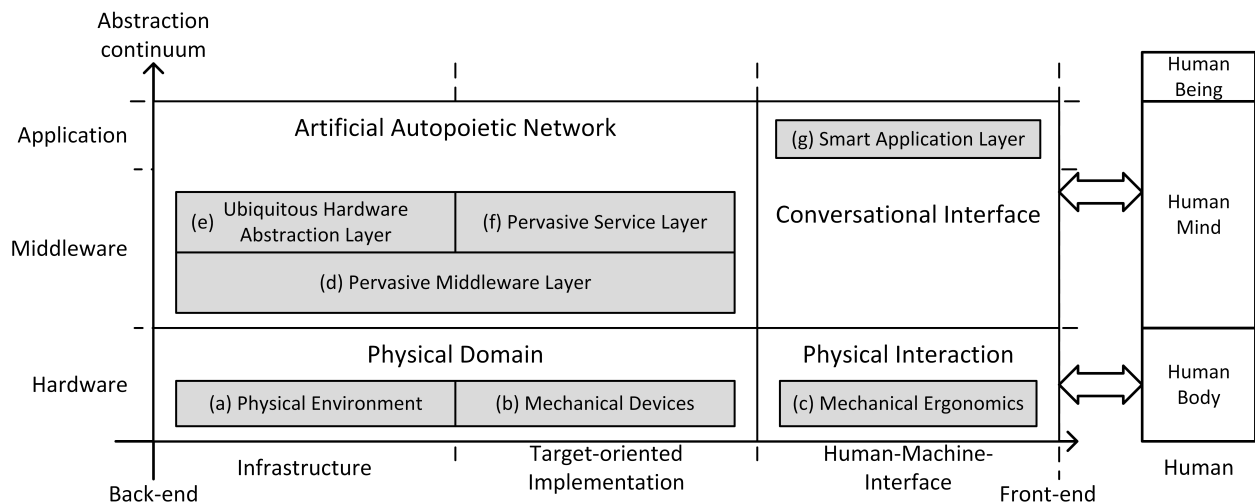 Abstraction
continuum
Human
Being
Application
Artificial Autopoietic Network
(g) Smart Application Layer
Middleware
(e) Ubiquitous Hardware
Abstraction Layer
(f) Pervasive Service Layer
Conversational Interface
Human
Mind
(d) Pervasive Middleware Layer
Hardware
Physical Domain
Physical Interaction
(a) Physical Environment
(b) Mechanical Devices
(c) Mechanical Ergonomics
Human
Body
Infrastructure
Target-oriented
Implementation
Human-Machine-
Interface
Human
Back-end
Front-end